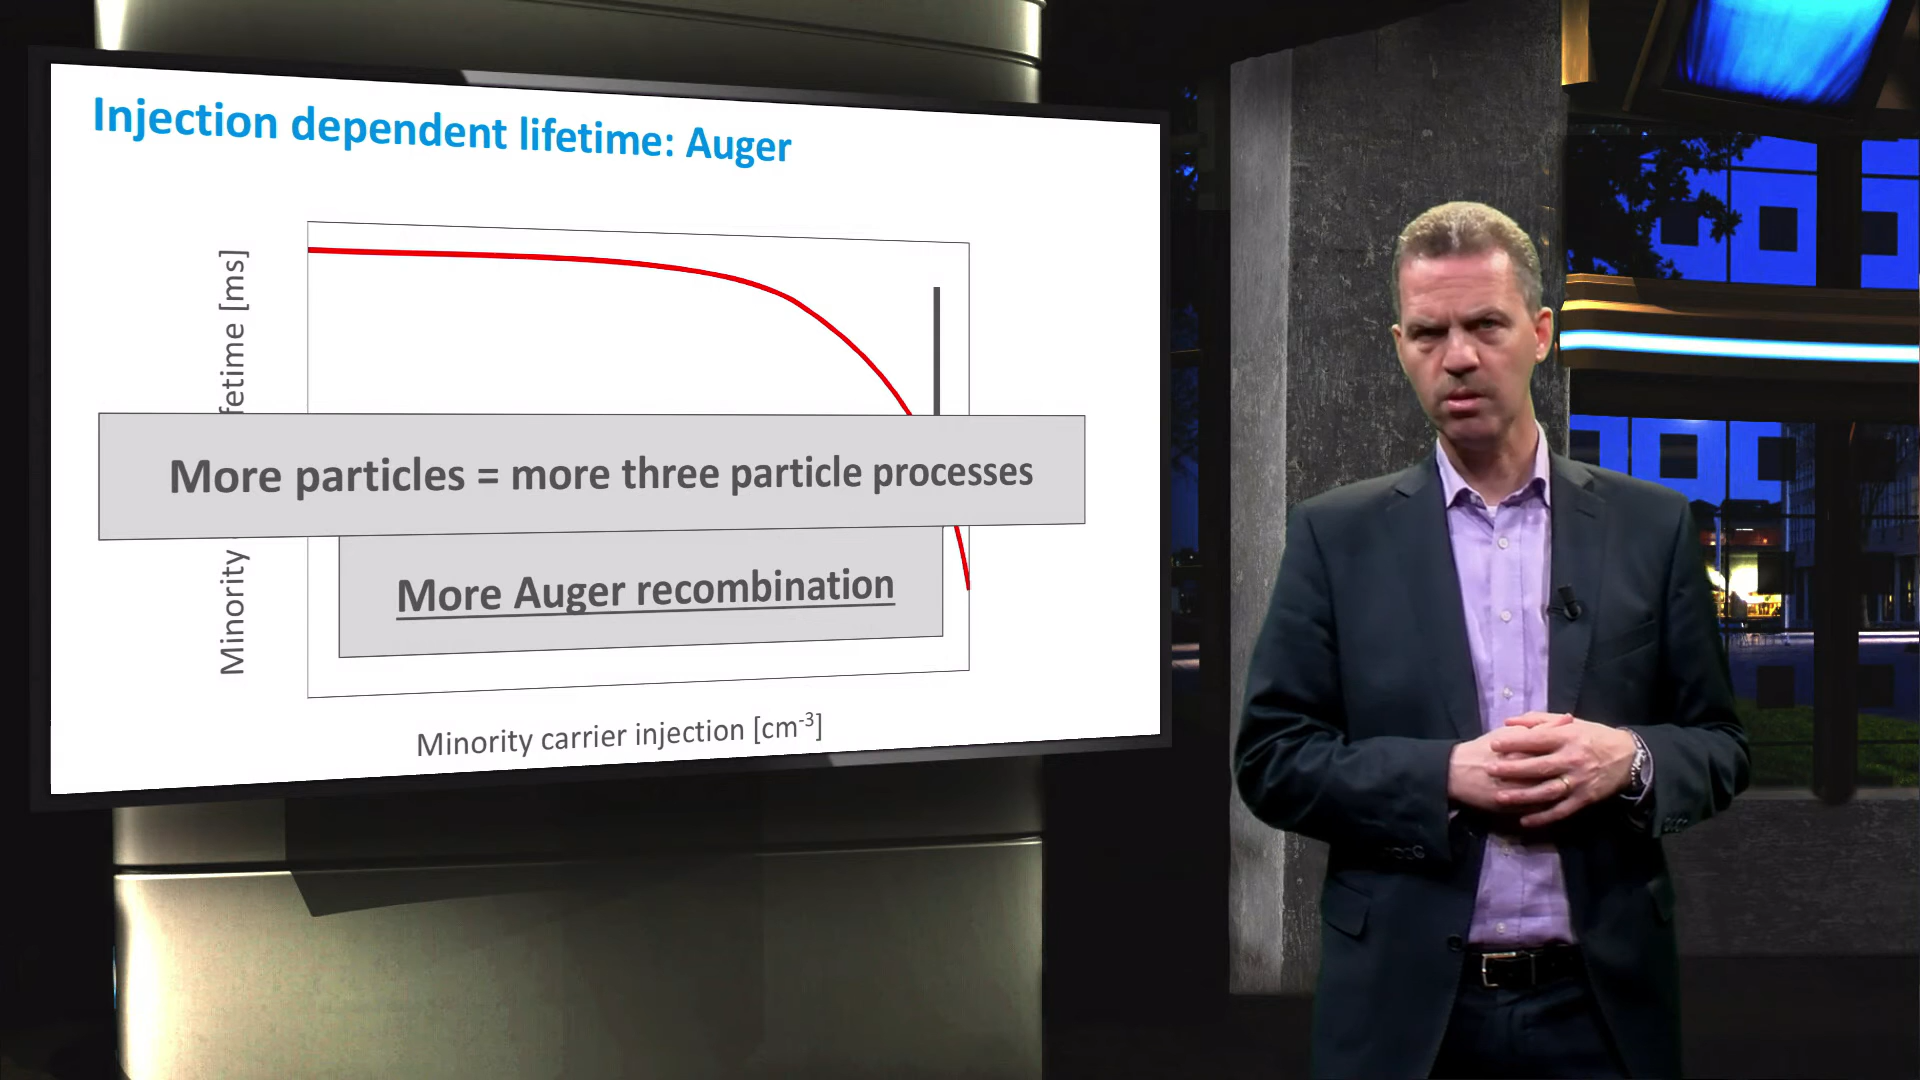 Injection dependent lifetime: Auger
Minority
fetime [ms]
More particles = more three particle processes
More Auger recombination
Minority carrier injection [cm⁻³]